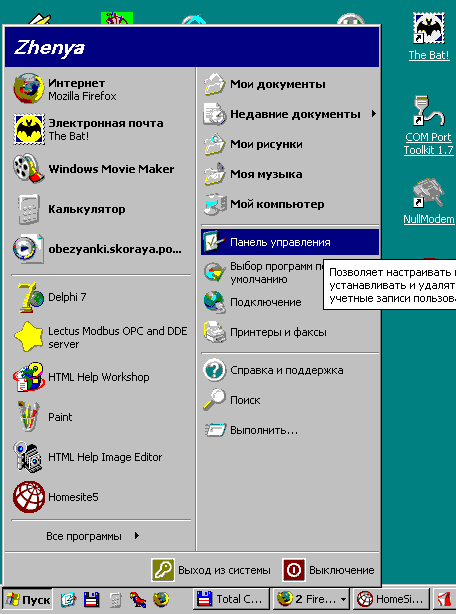 Zhenya
Интернет
Mozilla Firefox
Электронная почта
The Bat!
Windows Movie Maker
Калькулятор
obezyanki.skoraya.po...
Delphi 7
Lectus Modbus OPC and DDE
server
HTML Help Workshop
Paint
HTML Help Image Editor
Homesite5
Все программы
Мои документы
Недавние документы
Мои рисунки
Моя музыка
Мой компьютер
Панель управления
Выбор программ по
умолчанию
Подключение
Принтеры и факсы
Справка и поддержка
Поиск
Выполнить...
Позволяет настраивать
устанавливать и удалят
учетные записи пользова
Выход из системы
Выключение
The Bat!
COM Port
Toolkit 1.7
NullModem
Пуск
Total C...
2 Fire...
HomeSi...